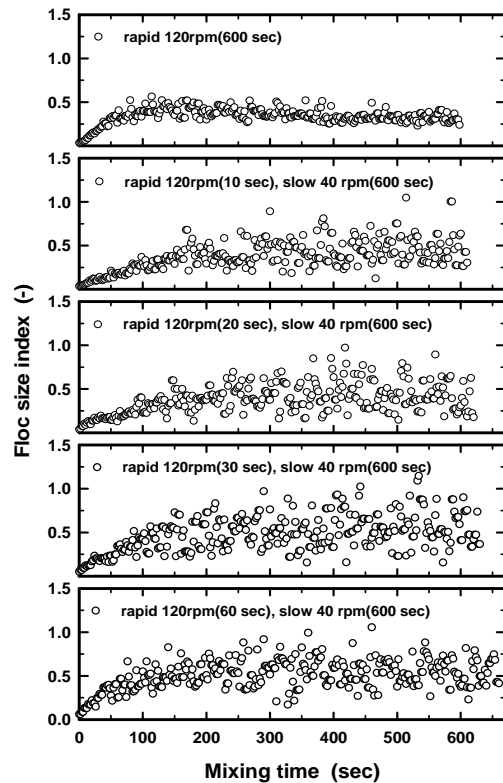 1.5
rapid 120rpm(600 sec)
1.0
0.5
1.5
rapid 120rpm(10 sec), slow 40 rpm(600 sec)
1.0
0.5
1.5
rapid 120rpm(20 sec), slow 40 rpm(600 sec)
1.0
0.5
1.5
rapid 120rpm(30 sec), slow 40 rpm(600 sec)
1.0
0.5
1.5
rapid 120rpm(60 sec), slow 40 rpm(600 sec)
1.0
0.5
0.0
Floc size index (-)
0 100 200 300 400 500 600
Mixing time (sec)